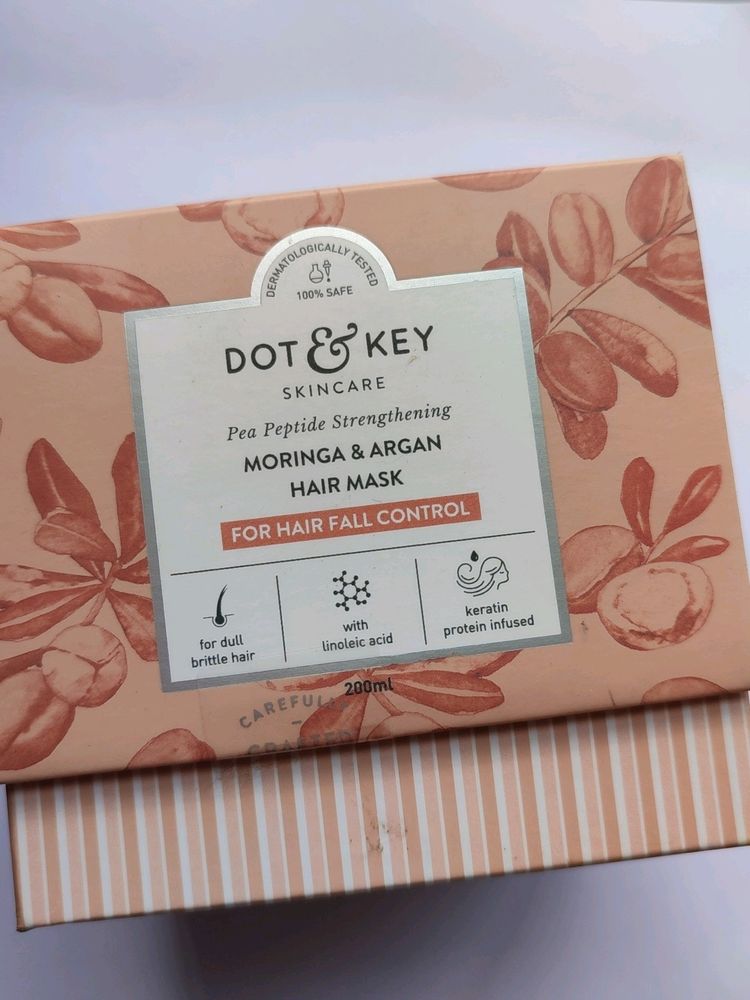 DERMATOLOGICALLY TESTED
100% SAFE
DOT & KEY
SKINCARE
Pea Peptide Strengthening
MORINGA & ARGAN
HAIR MASK
FOR HAIR FALL CONTROL
for dull
brittle hair
with
linoleic acid
keratin
protein infused
200ml
CAREFULLY
CRAFTED